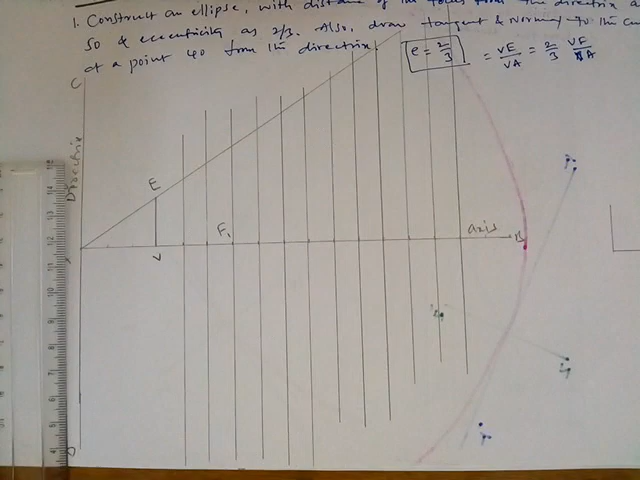 1. Construct an ellipse, with distance of the focus from the directrix as
50 & eccentricity as 2/3. Also, draw tangent & normal to the cu
at a point 40 from the directrix.
e = 2/3 = VE/VA = 2/3 VF/VA
C
Directrix
E
V
F1
axis
B